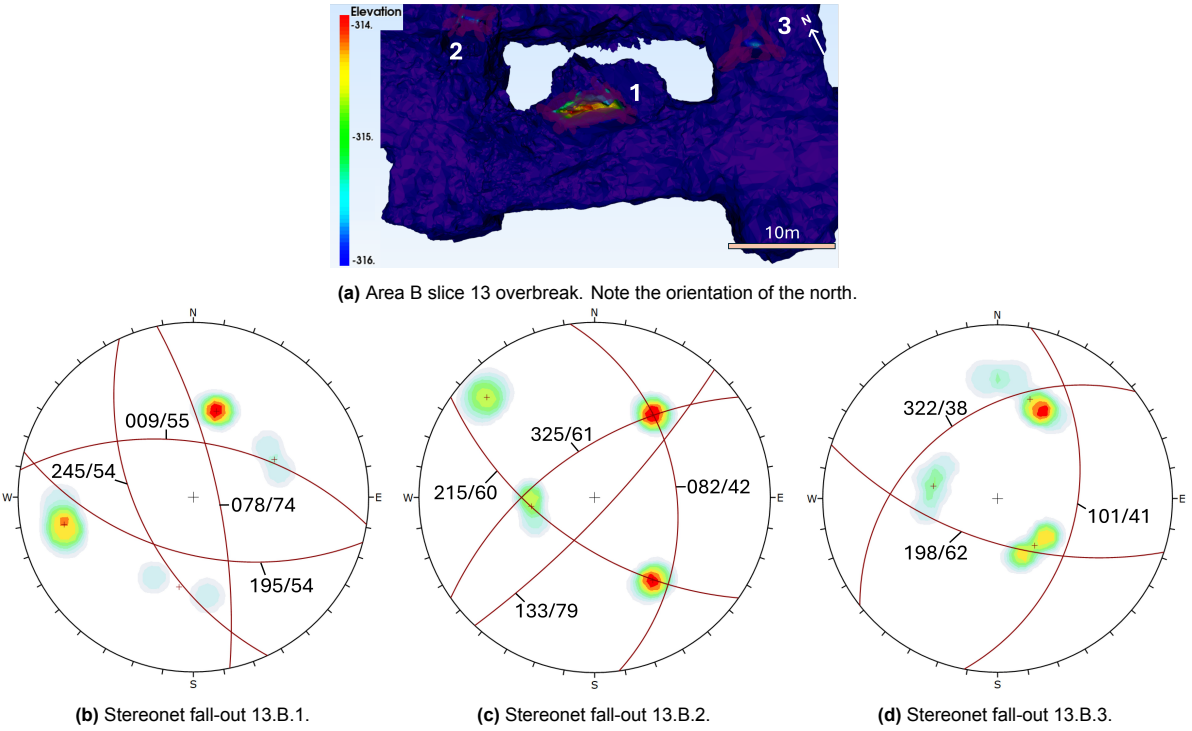 Elevation
-314.
-315.
-316.
1
2
3
N
10m
(a) Area B slice 13 overbreak. Note the orientation of the north.
N
009/55
245/54
W
E
078/74
195/54
S
(b) Stereonet fall-out 13.B.1.
N
325/61
215/60
082/42
W
E
133/79
S
(c) Stereonet fall-out 13.B.2.
N
322/38
W
E
101/41
198/62
S
(d) Stereonet fall-out 13.B.3.